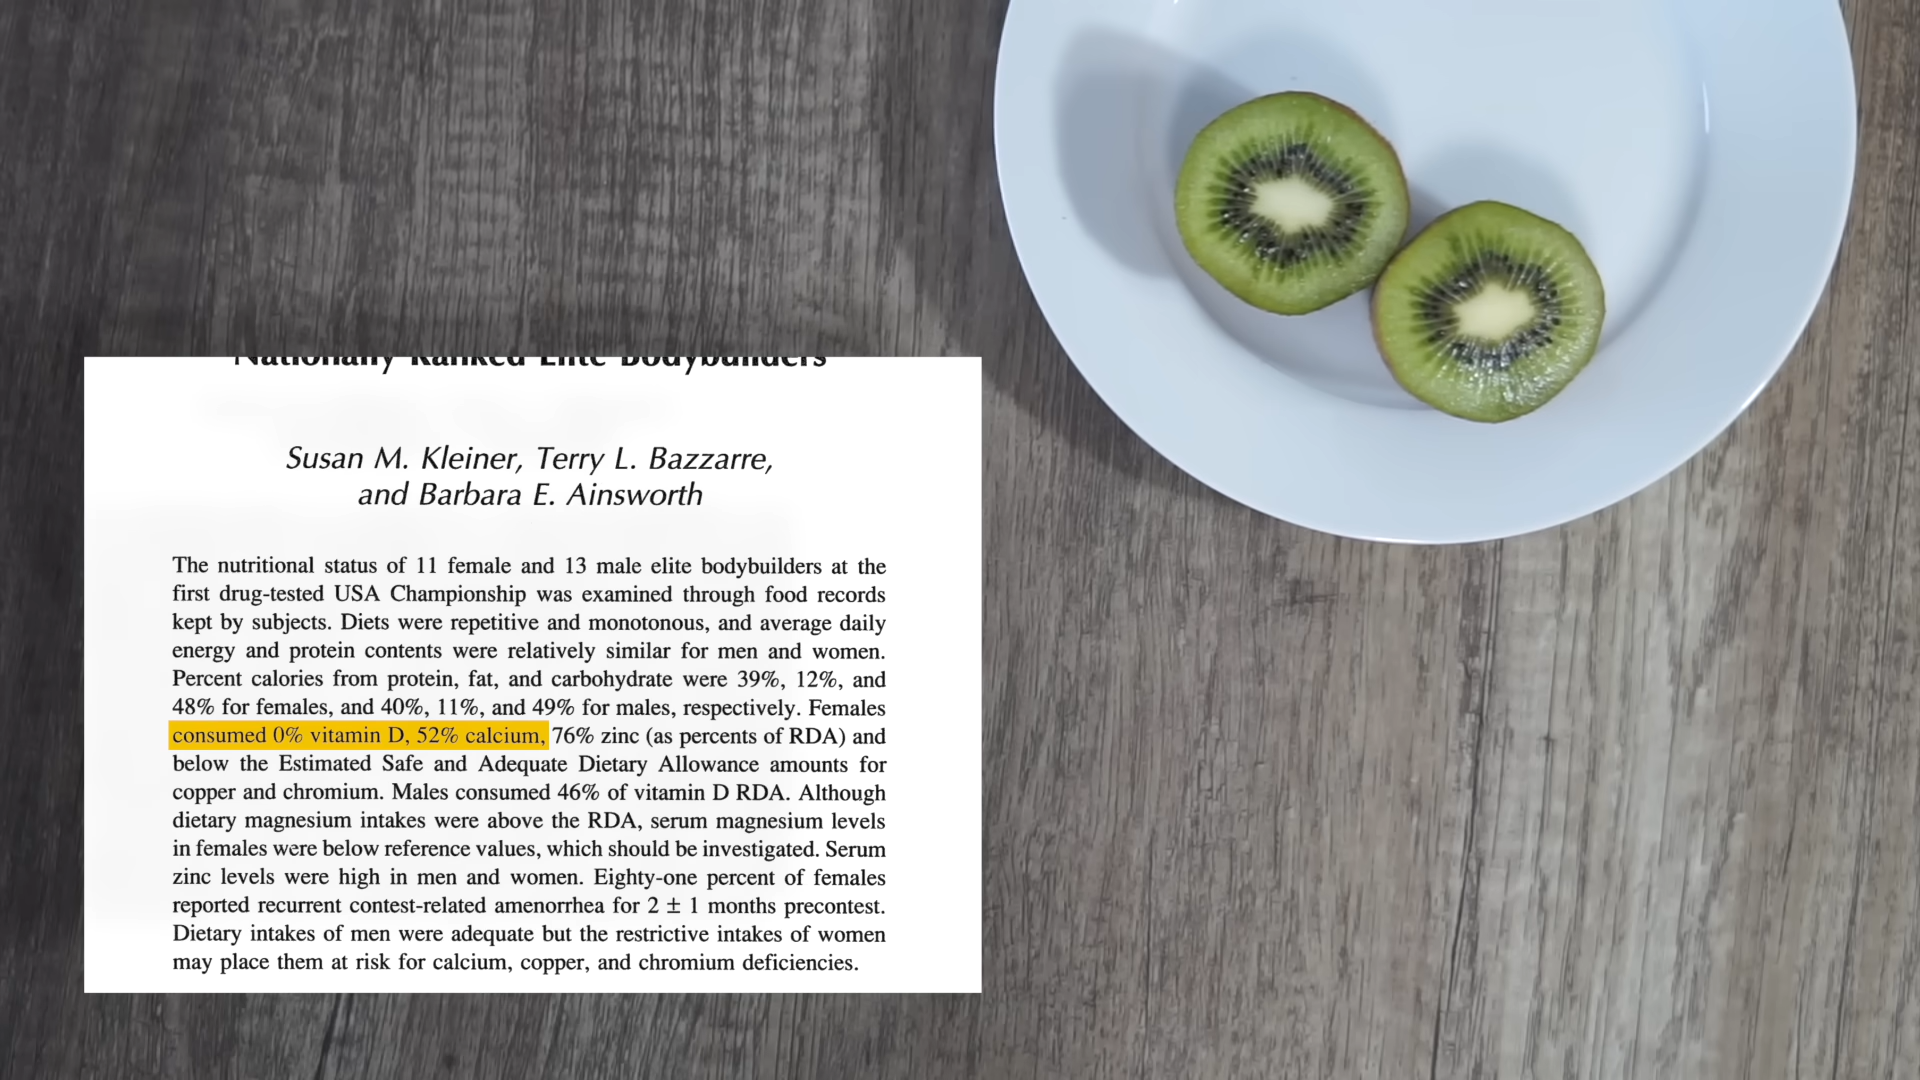 Nationally Ranked Elite Bodybuilders
Susan M. Kleiner, Terry L. Bazzarre,
and Barbara E. Ainsworth
The nutritional status of 11 female and 13 male elite bodybuilders at the
first drug-tested USA Championship was examined through food records
kept by subjects. Diets were repetitive and monotonous, and average daily
energy and protein contents were relatively similar for men and women.
Percent calories from protein, fat, and carbohydrate were 39%, 12%, and
48% for females, and 40%, 11%, and 49% for males, respectively. Females
consumed 0% vitamin D, 52% calcium, 76% zinc (as percents of RDA) and
below the Estimated Safe and Adequate Dietary Allowance amounts for
copper and chromium. Males consumed 46% of vitamin D RDA. Although
dietary magnesium intakes were above the RDA, serum magnesium levels
in females were below reference values, which should be investigated. Serum
zinc levels were high in men and women. Eighty-one percent of females
reported recurrent contest-related amenorrhea for 2 ± 1 months precontest.
Dietary intakes of men were adequate but the restrictive intakes of women
may place them at risk for calcium, copper, and chromium deficiencies.